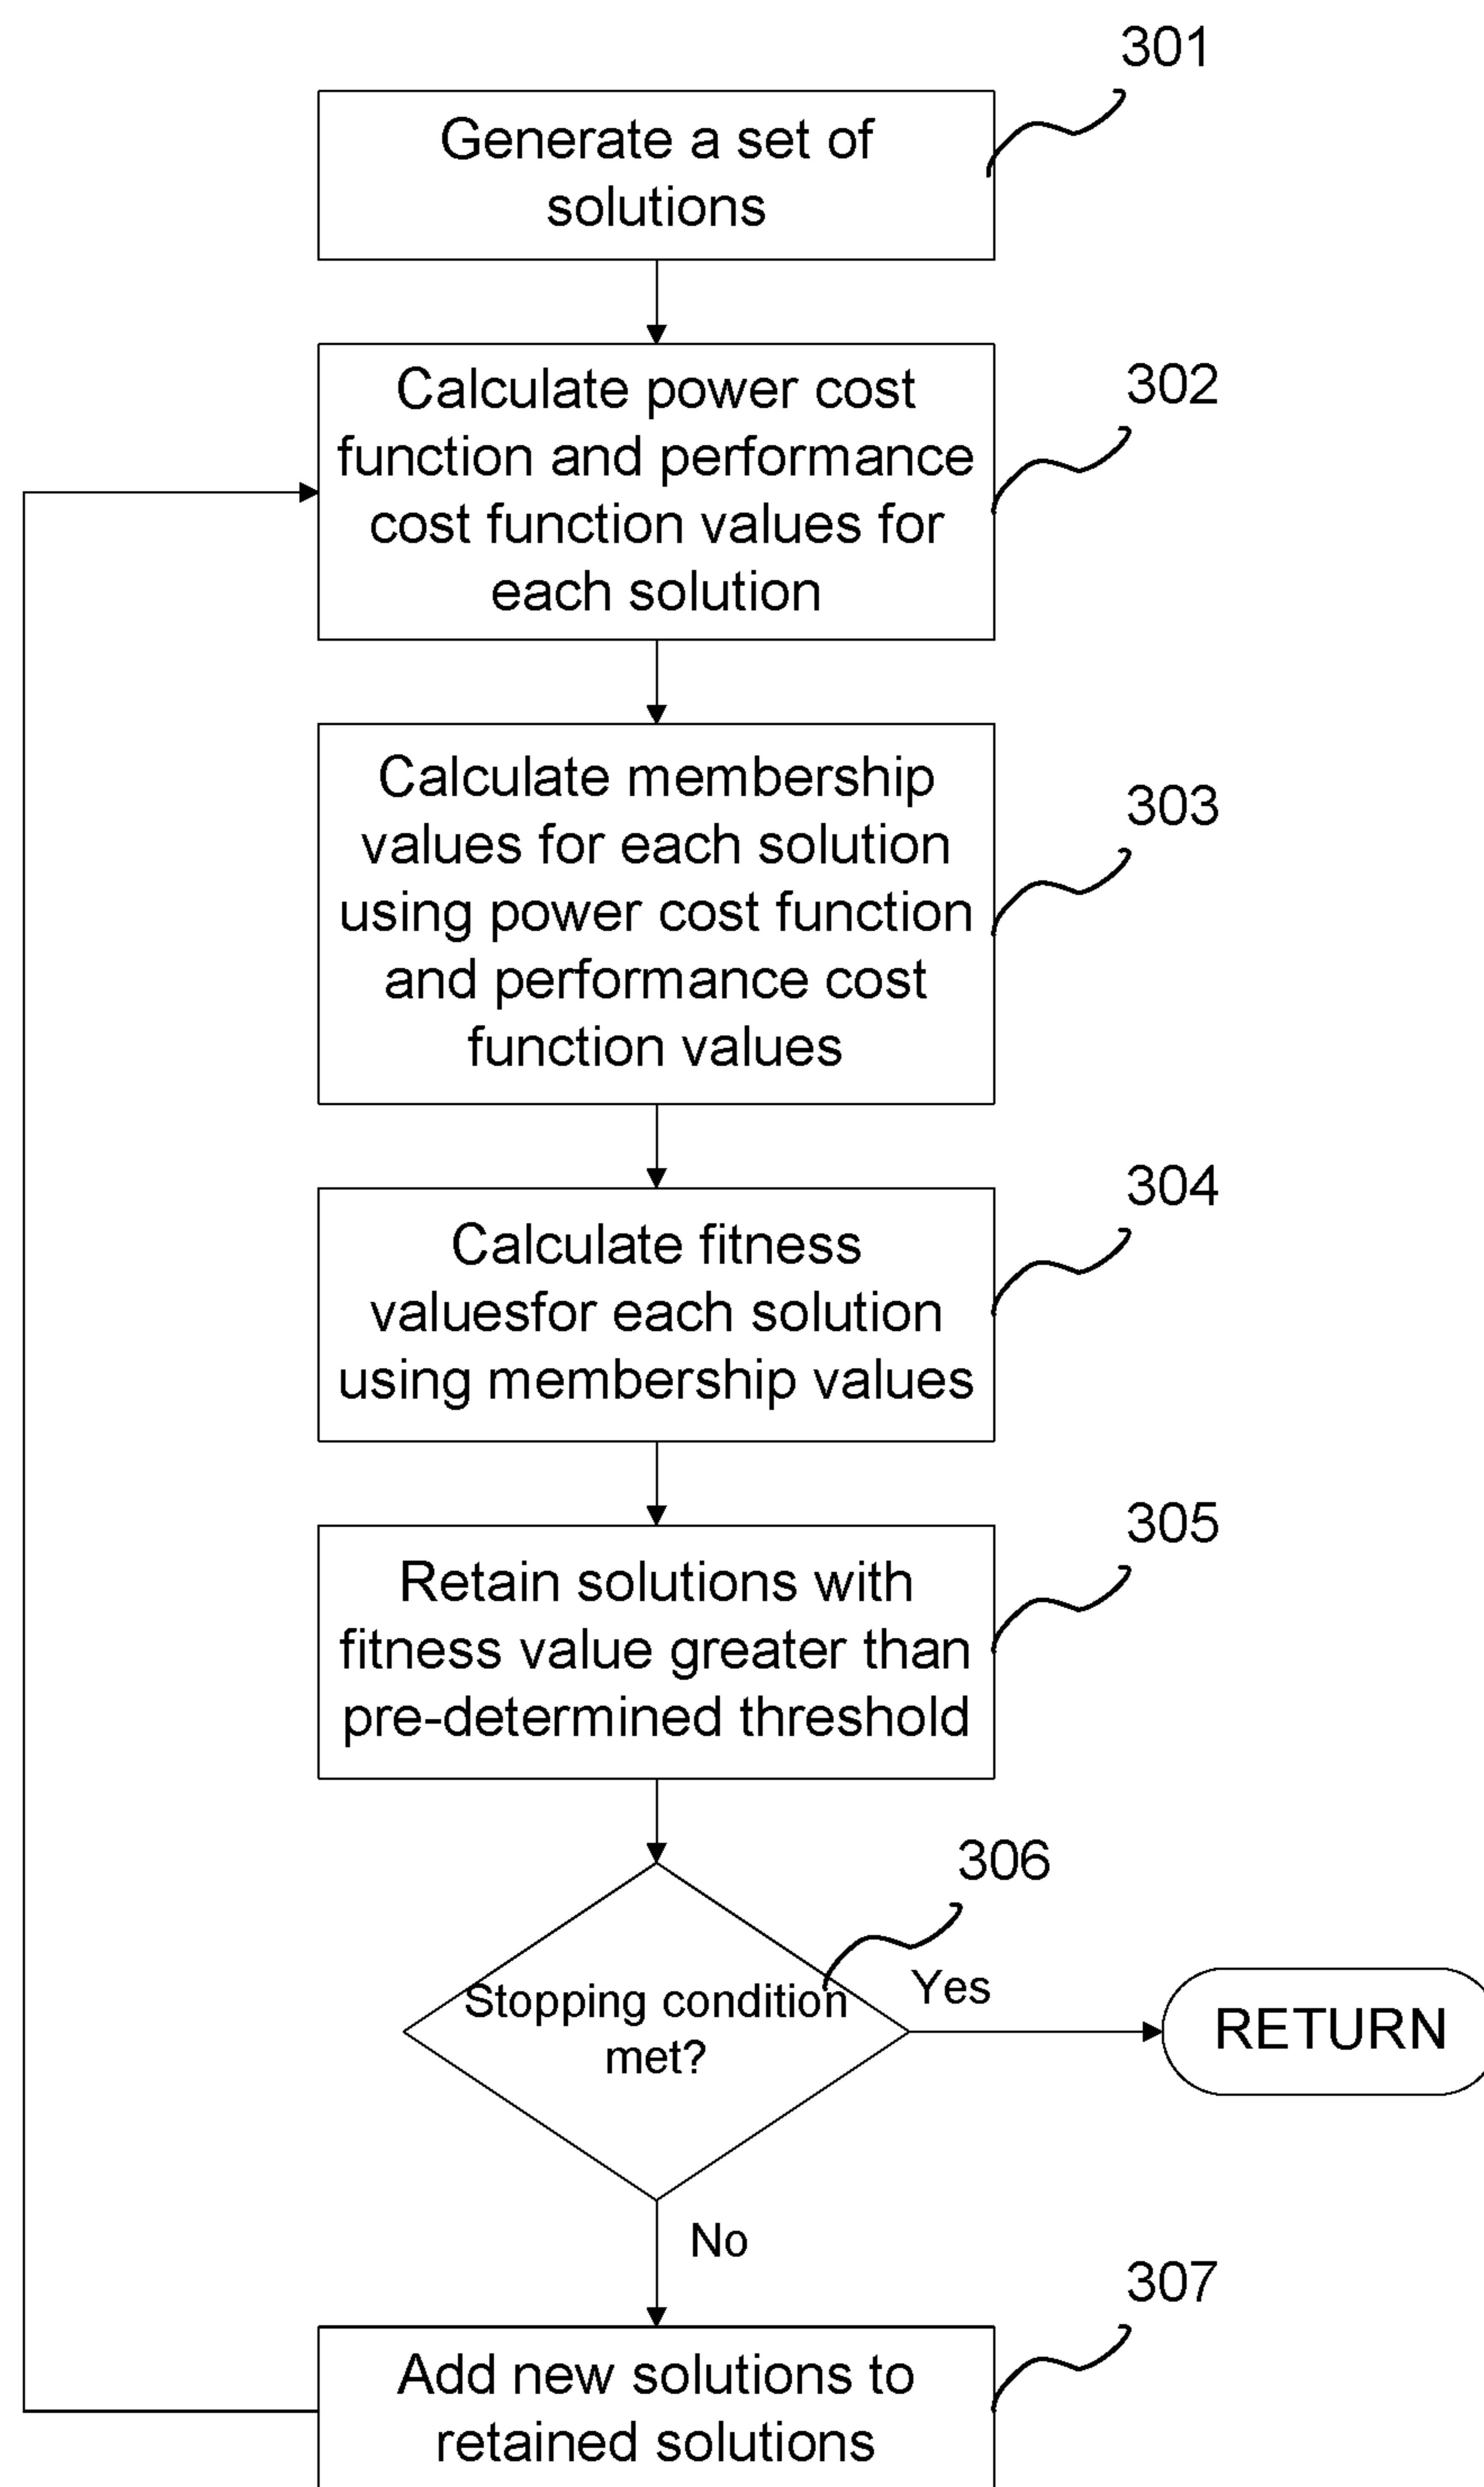 301
Generate a set of
solutions
302
Calculate power cost
function and performance
cost function values for
each solution
303
Calculate membership
values for each solution
using power cost function
and performance cost
function values
304
Calculate fitness
valuesfor each solution
using membership values
305
Retain solutions with
fitness value greater than
pre-determined threshold
306
Stopping condition
met?
Yes
RETURN
No
307
Add new solutions to
retained solutions